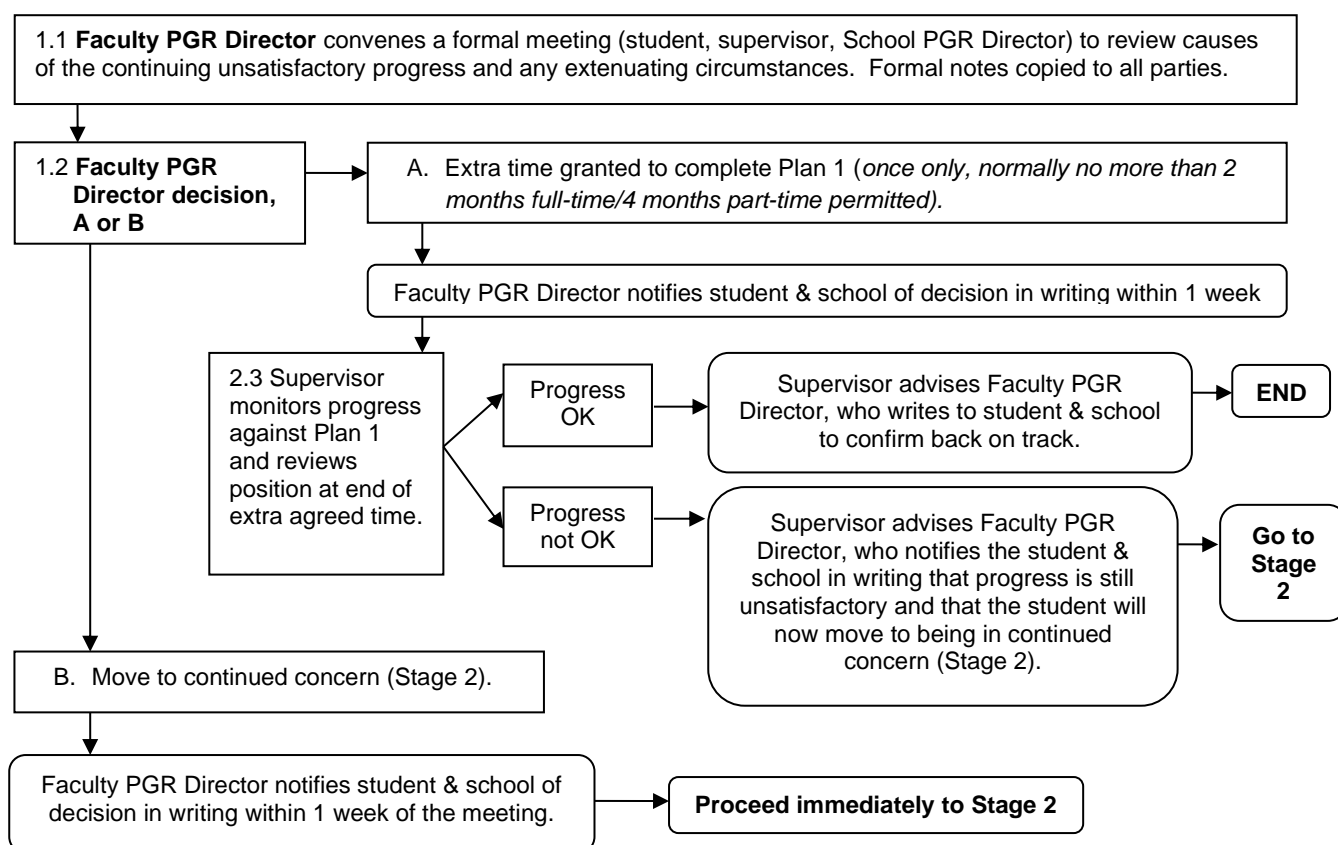 1.1 Faculty PGR Director convenes a formal meeting (student, supervisor, School PGR Director) to review causes
of the continuing unsatisfactory progress and any extenuating circumstances. Formal notes copied to all parties.
1.2 Faculty PGR
Director decision,
A or B
A. Extra time granted to complete Plan 1 (once only, normally no more than 2
months full-time/4 months part-time permitted).
Faculty PGR Director notifies student & school of decision in writing within 1 week
2.3 Supervisor
monitors progress
against Plan 1
and reviews
position at end of
extra agreed time.
Progress
OK
Supervisor advises Faculty PGR
Director, who writes to student & school
to confirm back on track.
END
Progress
not OK
Supervisor advises Faculty PGR
Director, who notifies the student &
school in writing that progress is still
unsatisfactory and that the student will
now move to being in continued
concern (Stage 2).
Go to
Stage
2
B. Move to continued concern (Stage 2).
Faculty PGR Director notifies student & school of
decision in writing within 1 week of the meeting.
Proceed immediately to Stage 2